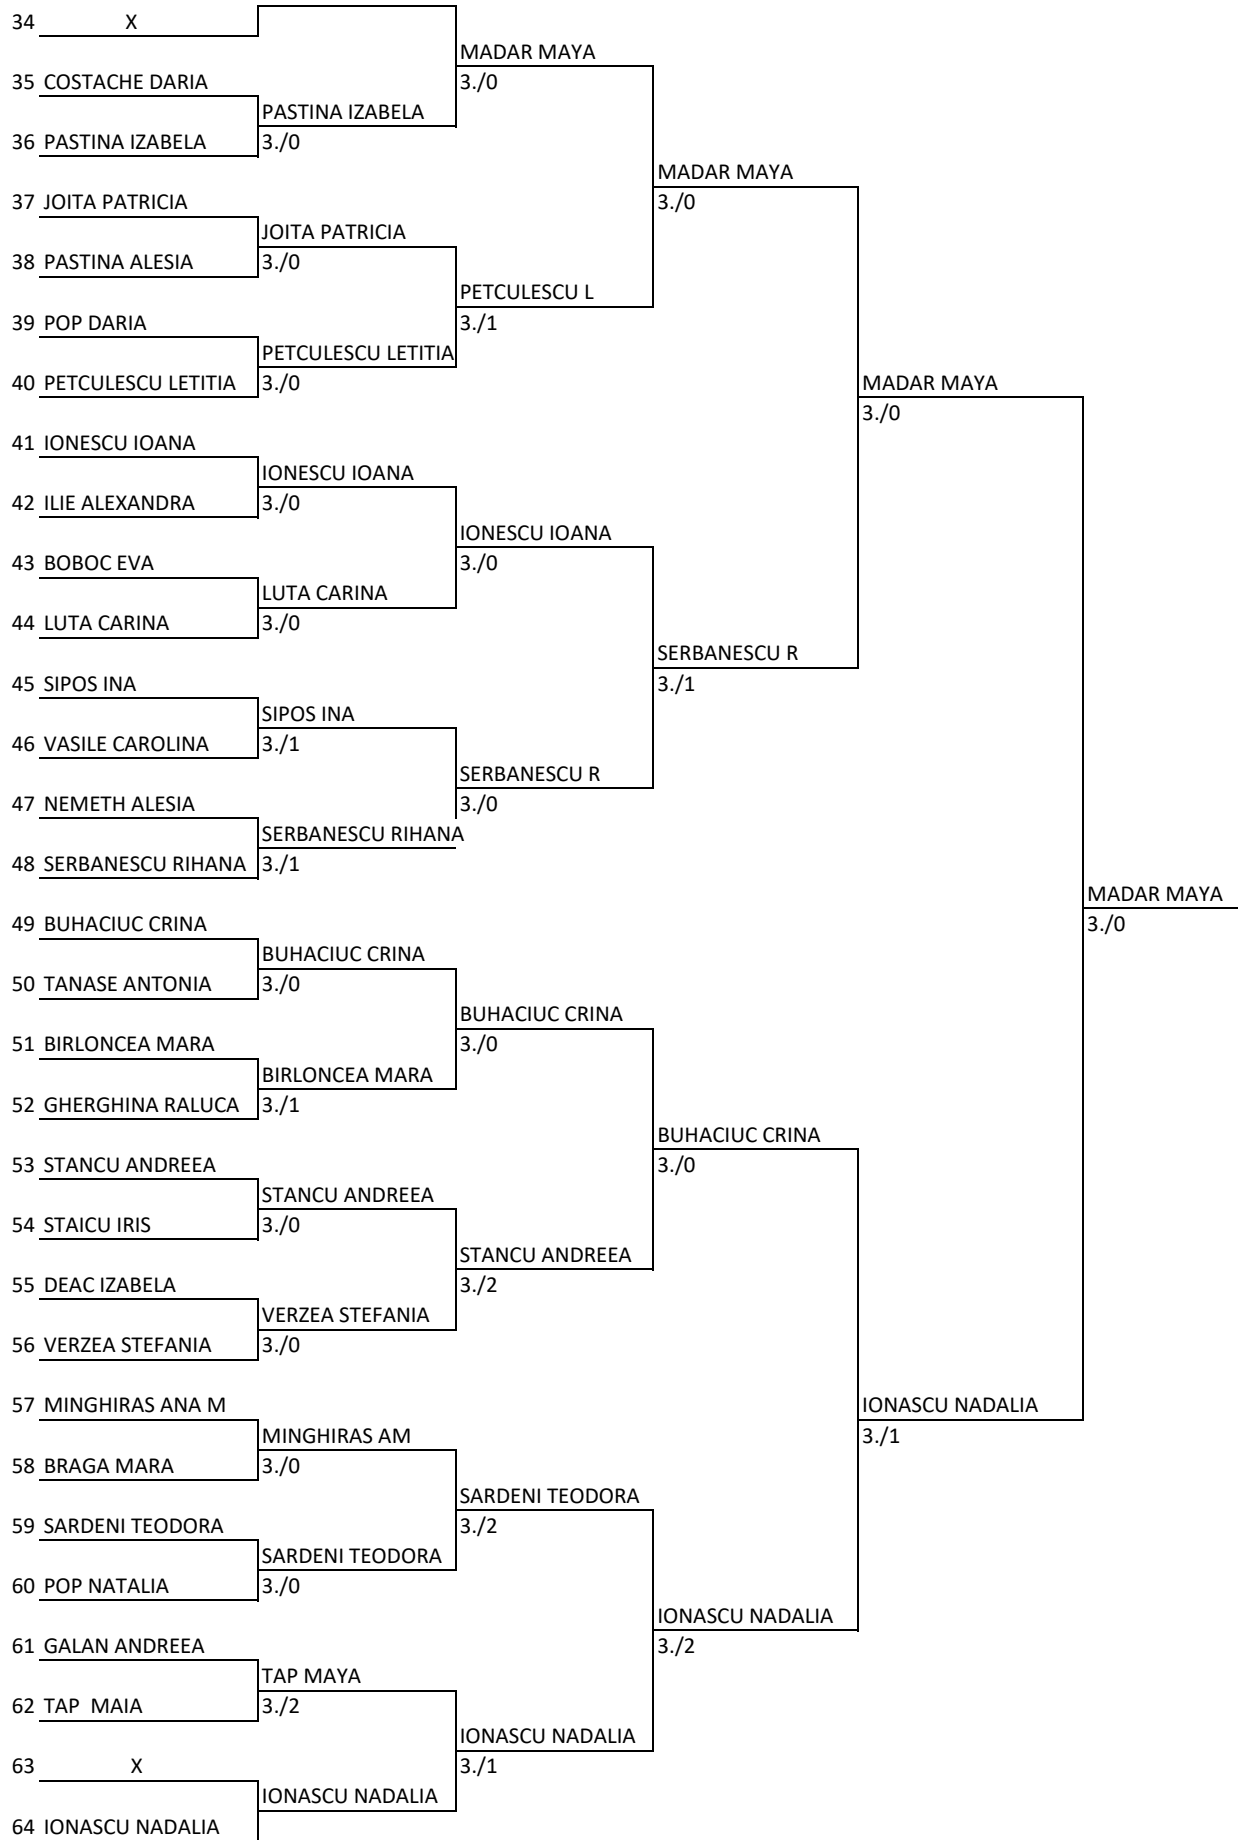 34 X
MADAR MAYA
35 COSTACHE DARIA
3./0
PASTINA IZABELA
36 PASTINA IZABELA
3./0
MADAR MAYA
37 JOITA PATRICIA
3./0
JOITA PATRICIA
38 PASTINA ALESIA
3./0
PETCULESCU L
39 POP DARIA
3./1
PETCULESCU LETITIA
40 PETCULESCU LETITIA
3./0
MADAR MAYA
3./0
41 IONESCU IOANA
IONESCU IOANA
42 ILIE ALEXANDRA
3./0
IONESCU IOANA
43 BOBOC EVA
3./0
LUTA CARINA
44 LUTA CARINA
3./0
SERBANESCU R
45 SIPOS INA
3./1
SIPOS INA
46 VASILE CAROLINA
3./1
SERBANESCU R
47 NEMETH ALESIA
3./0
SERBANESCU RIHANA
48 SERBANESCU RIHANA
3./1
MADAR MAYA
49 BUHACIUC CRINA
3./0
BUHACIUC CRINA
50 TANASE ANTONIA
3./0
BUHACIUC CRINA
51 BIRLONCEA MARA
3./0
BIRLONCEA MARA
52 GHERGHINA RALUCA
3./1
BUHACIUC CRINA
53 STANCU ANDREEA
3./0
STANCU ANDREEA
54 STAICU IRIS
3./0
STANCU ANDREEA
55 DEAC IZABELA
3./2
VERZEA STEFANIA
56 VERZEA STEFANIA
3./0
57 MINGHIRAS ANA M
IONASCU NADALIA
MINGHIRAS AM
3./1
58 BRAGA MARA
3./0
SARDENI TEODORA
59 SARDENI TEODORA
3./2
SARDENI TEODORA
60 POP NATALIA
3./0
IONASCU NADALIA
61 GALAN ANDREEA
3./2
TAP MAYA
62 TAP MAIA
3./2
IONASCU NADALIA
63 X
3./1
IONASCU NADALIA
64 IONASCU NADALIA